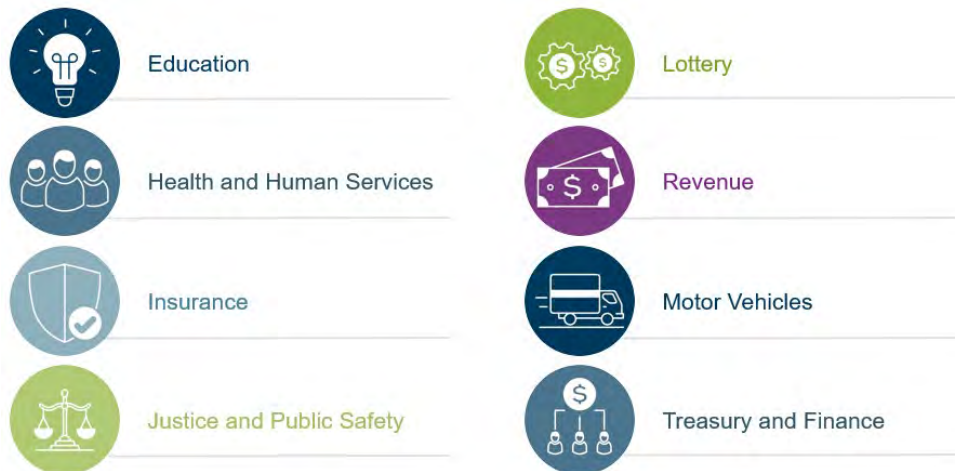 Education
Health and Human Services
Insurance
Justice and Public Safety
$ $
Lottery
$
Revenue
Motor Vehicles
$
Treasury and Finance